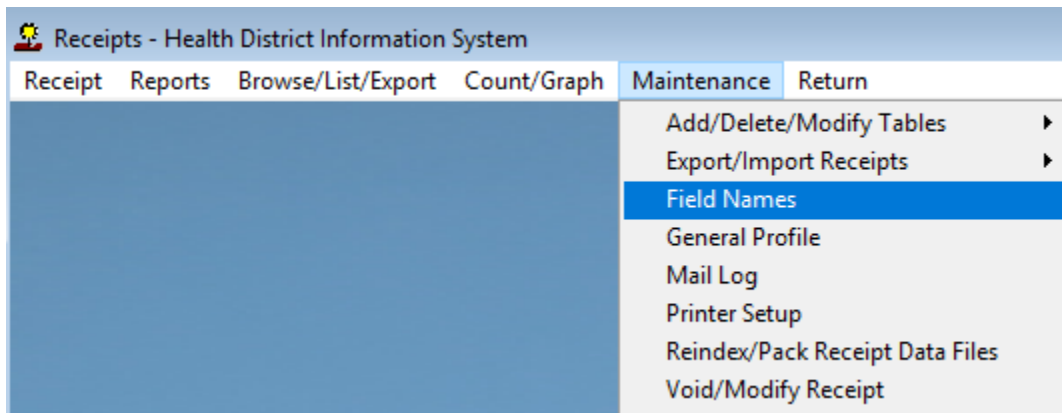 Receipts - Health District Information System
Receipt Reports Browse/List/Export Count/Graph Maintenance Return
Add/Delete/Modify Tables
Export/Import Receipts
Field Names
General Profile
Mail Log
Printer Setup
Reindex/Pack Receipt Data Files
Void/Modify Receipt